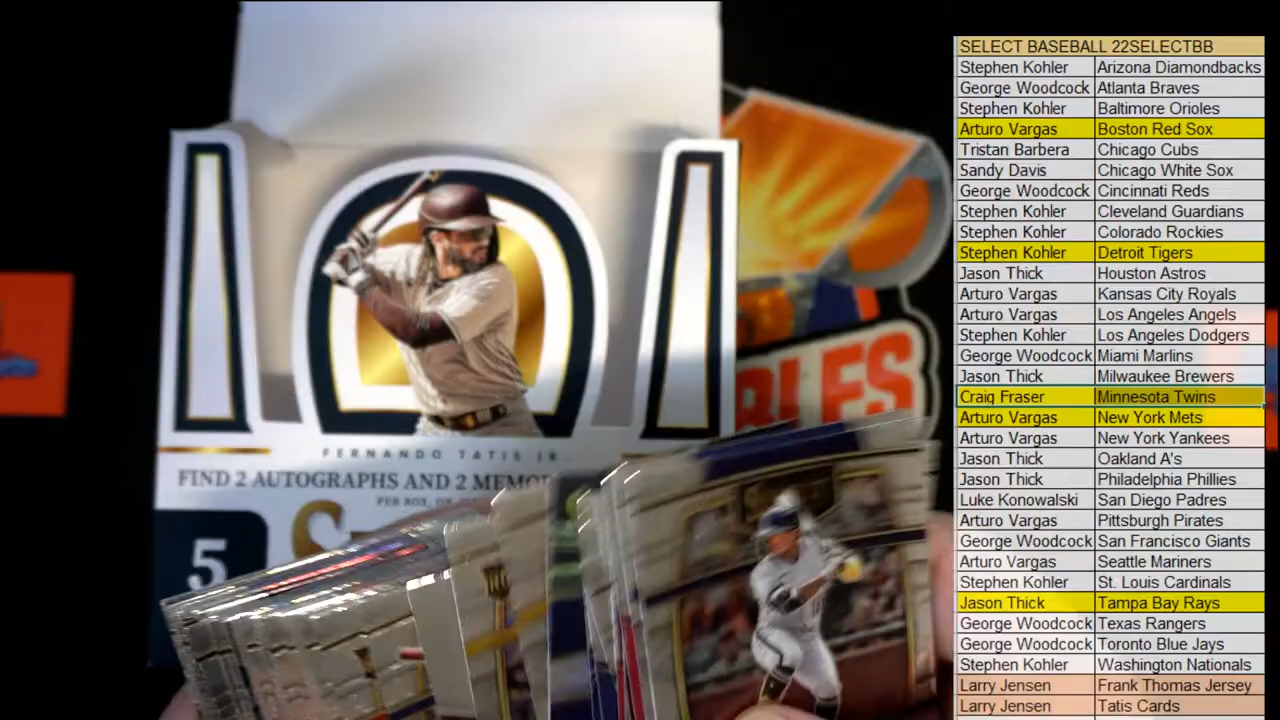 FERNANDO TATIS JR
FIND 2 AUTOGRAPHS AND 2
PER BOX,
5
SELECT BASEBALL 22SELECTBB
Stephen Kohler Arizona Diamondbacks
George Woodcock Atlanta Braves
Stephen Kohler Baltimore Orioles
Arturo Vargas Boston Red Sox
Tristan Barbera Chicago Cubs
Sandy Davis Chicago White Sox
George Woodcock Cincinnati Reds
Stephen Kohler Cleveland Guardians
Stephen Kohler Colorado Rockies
Stephen Kohler Detroit Tigers
Jason Thick Houston Astros
Arturo Vargas Kansas City Royals
Arturo Vargas Los Angeles Angels
Stephen Kohler Los Angeles Dodgers
George Woodcock Miami Marlins
Jason Thick Milwaukee Brewers
Craig Fraser Minnesota Twins
Arturo Vargas New York Mets
Arturo Vargas New York Yankees
Jason Thick Oakland A's
Jason Thick Philadelphia Phillies
Luke Konowalski San Diego Padres
Arturo Vargas Pittsburgh Pirates
George Woodcock San Francisco Giants
Arturo Vargas Seattle Mariners
Stephen Kohler St. Louis Cardinals
Jason Thick Tampa Bay Rays
George Woodcock Texas Rangers
George Woodcock Toronto Blue Jays
Stephen Kohler Washington Nationals
Larry Jensen Frank Thomas Jersey
Larry Jensen Tatis Cards